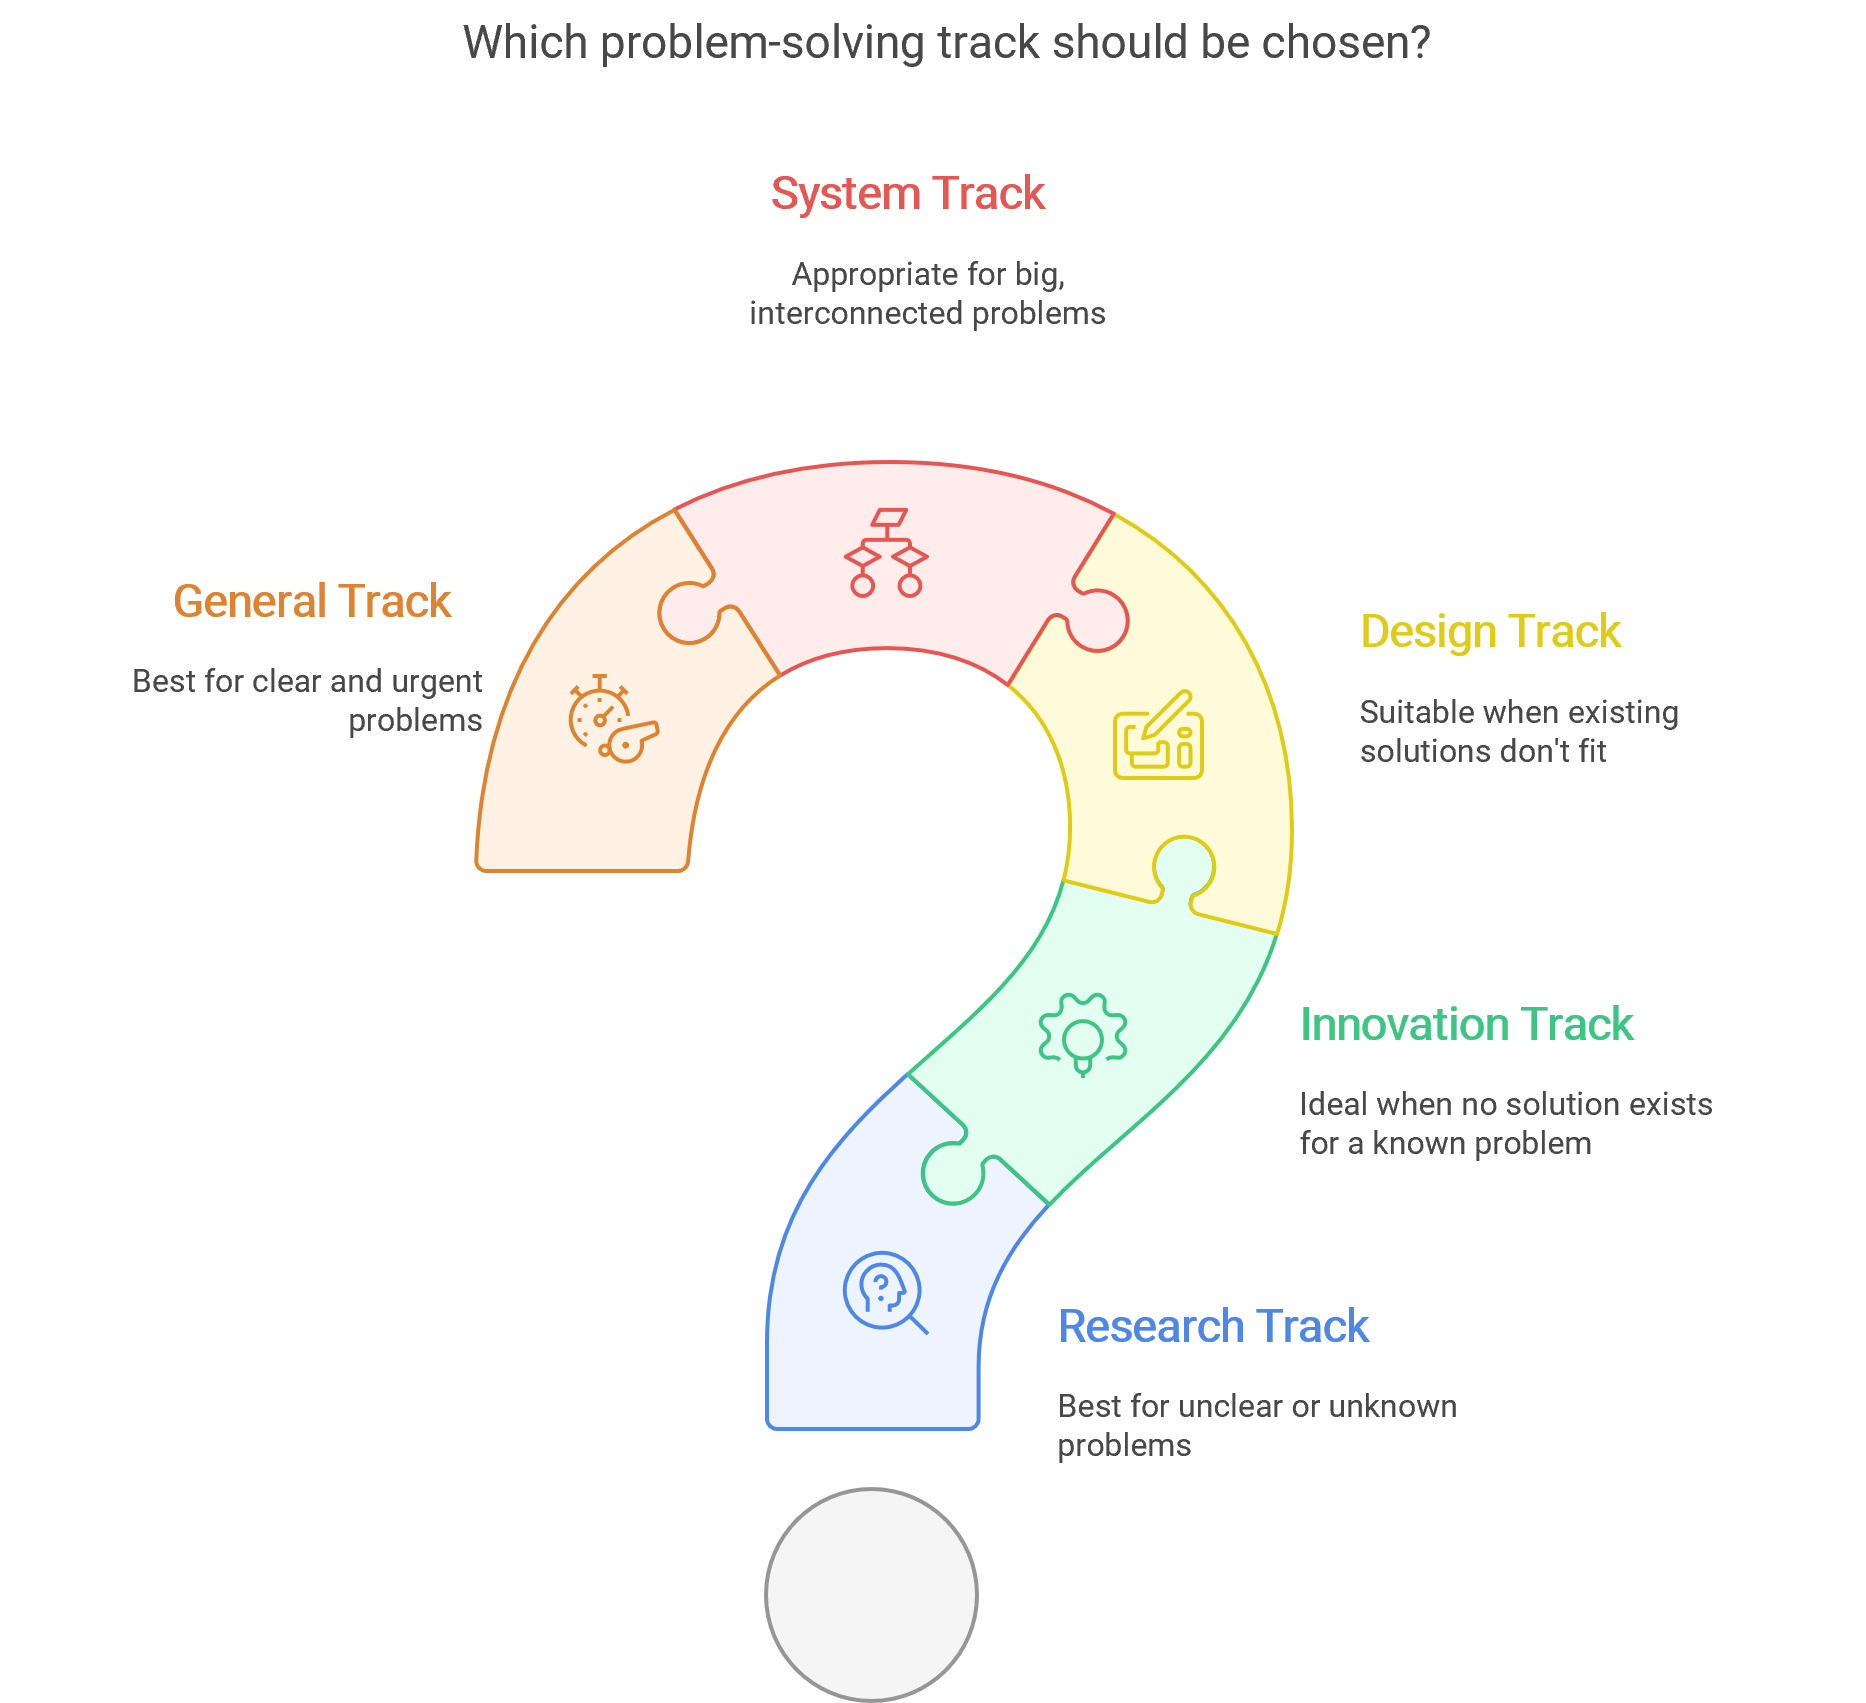 Which problem-solving track should be chosen?
System Track
Appropriate for big,
interconnected problems
General Track
Best for clear and urgent
problems
Design Track
Suitable when existing
solutions don't fit
Innovation Track
Ideal when no solution exists
for a known problem
Research Track
Best for unclear or unknown
problems